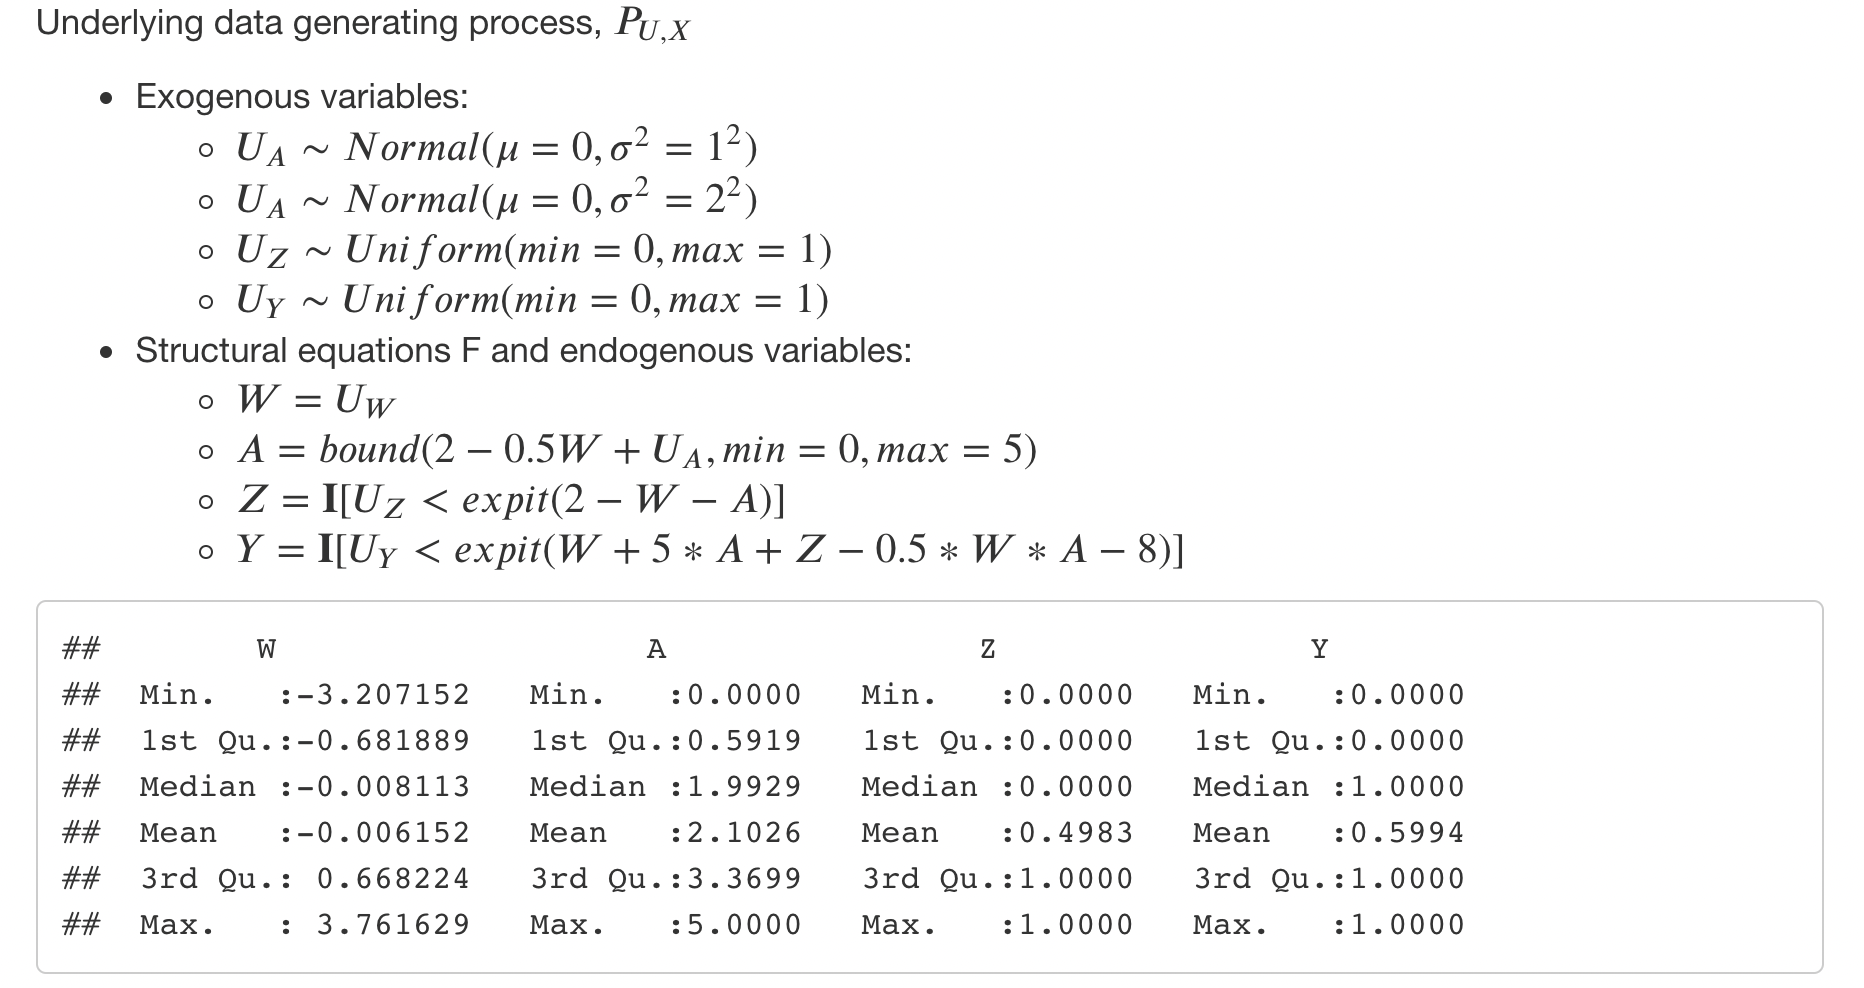 Underlying data generating process, P_{U,X}
• Exogenous variables:
◦ U_A ∼ Normal(μ = 0, σ² = 1²)
◦ U_A ∼ Normal(μ = 0, σ² = 2²)
◦ U_Z ∼ Uniform(min = 0, max = 1)
◦ U_Y ∼ Uniform(min = 0, max = 1)
• Structural equations F and endogenous variables:
◦ W = U_W
◦ A = bound(2 − 0.5W + U_A, min = 0, max = 5)
◦ Z = I[U_Z < expit(2 − W − A)]
◦ Y = I[U_Y < expit(W + 5 ∗ A + Z − 0.5 ∗ W ∗ A − 8)]
##        W                     A                 Z                 Y
##  Min.   :-3.207152   Min.   :0.0000   Min.   :0.0000   Min.   :0.0000
##  1st Qu.:-0.681889   1st Qu.:0.5919   1st Qu.:0.0000   1st Qu.:0.0000
##  Median :-0.008113   Median :1.9929   Median :0.0000   Median :1.0000
##  Mean   :-0.006152   Mean   :2.1026   Mean   :0.4983   Mean   :0.5994
##  3rd Qu.: 0.668224   3rd Qu.:3.3699   3rd Qu.:1.0000   3rd Qu.:1.0000
##  Max.   : 3.761629   Max.   :5.0000   Max.   :1.0000   Max.   :1.0000